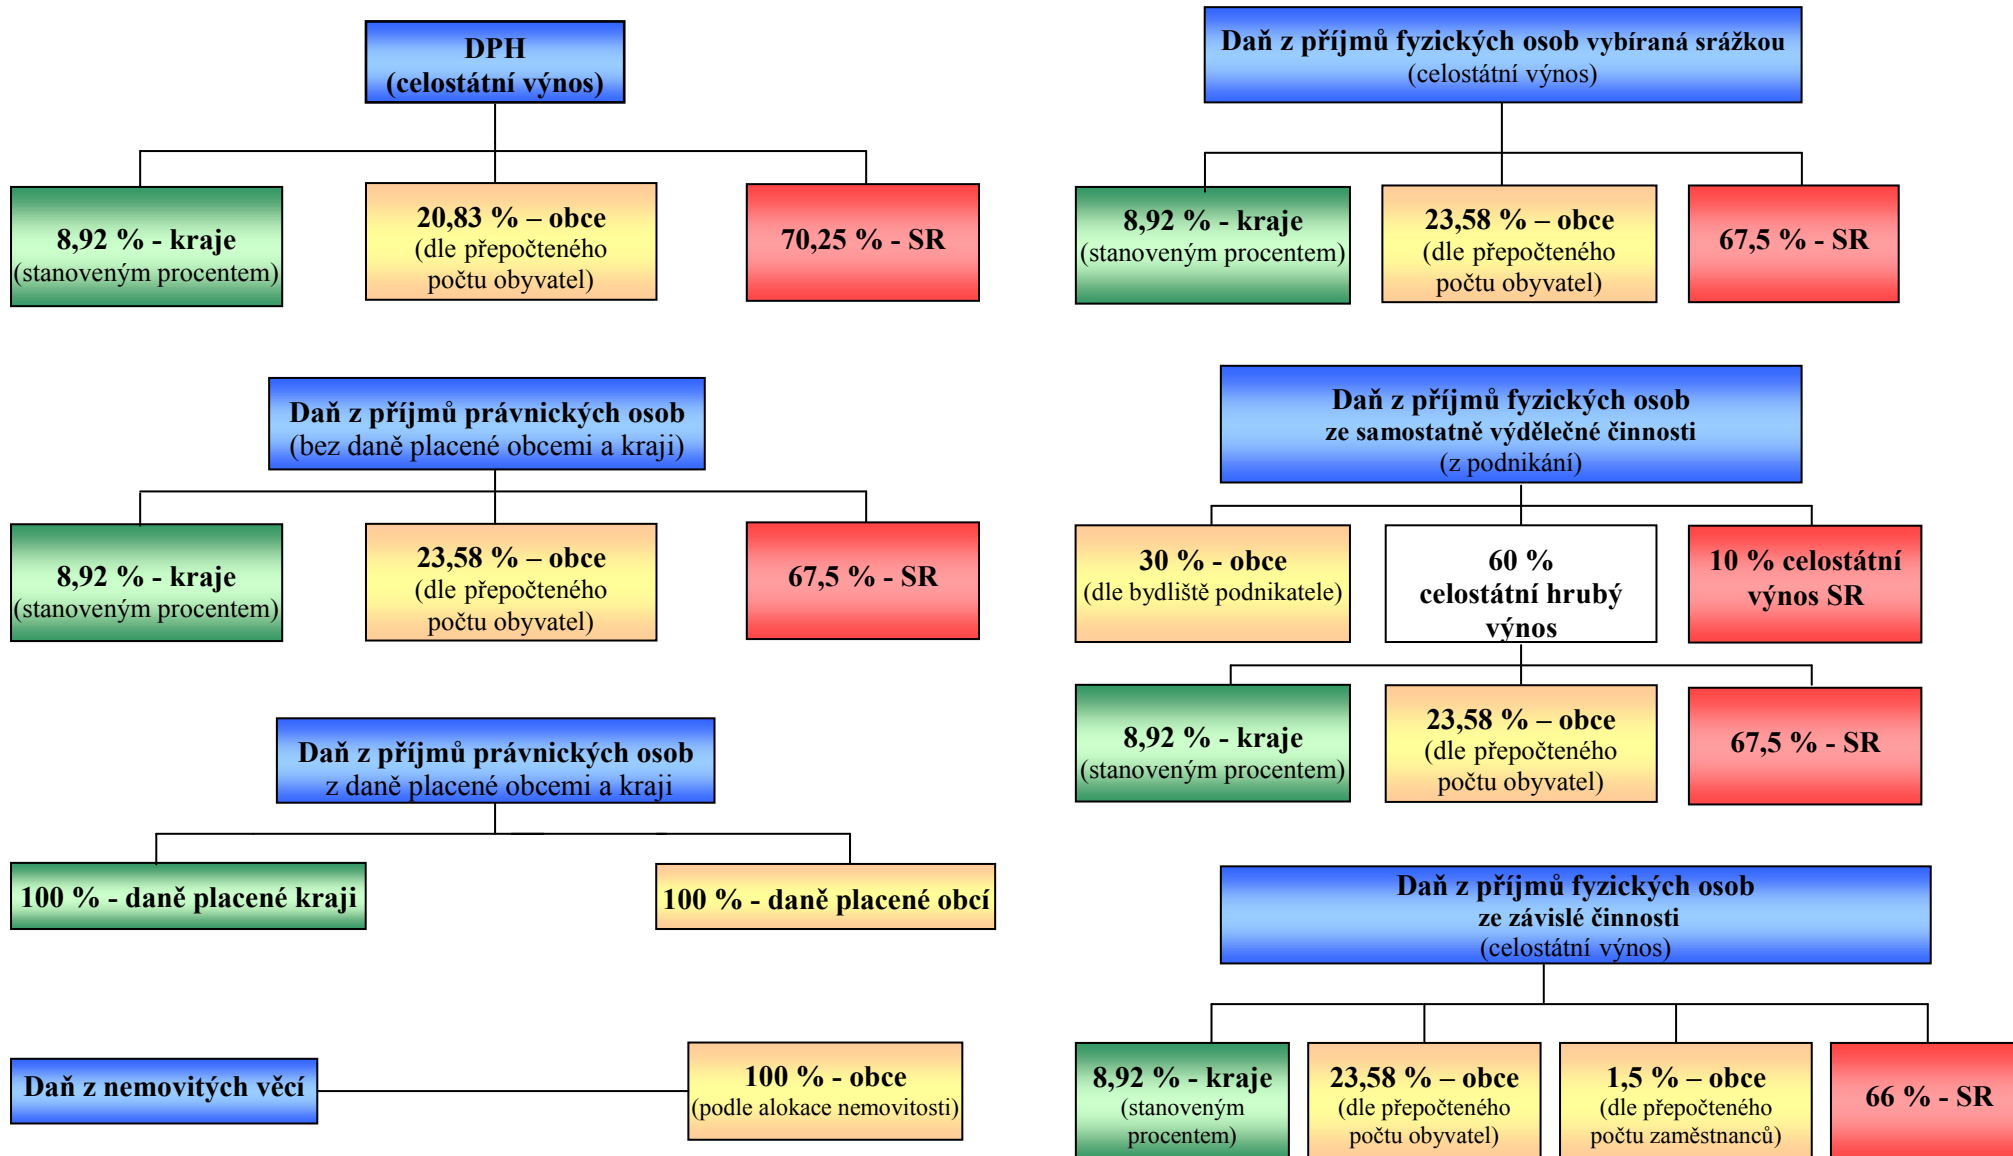 DPH
(celostátní výnos)
8,92 % - kraje
(stanoveným procentem)
20,83 % – obce
(dle přepočteného
počtu obyvatel)
70,25 % - SR
Daň z příjmů právnických osob
(bez daně placené obcemi a kraji)
8,92 % - kraje
(stanoveným procentem)
23,58 % – obce
(dle přepočteného
počtu obyvatel)
67,5 % - SR
Daň z příjmů právnických osob
z daně placené obcemi a kraji
100 % - daně placené kraji
100 % - daně placené obcí
Daň z nemovitých věcí
100 % - obce
(podle alokace nemovitosti)
Daň z příjmů fyzických osob vybíraná srážkou
(celostátní výnos)
8,92 % - kraje
(stanoveným procentem)
23,58 % – obce
(dle přepočteného
počtu obyvatel)
67,5 % - SR
Daň z příjmů fyzických osob
ze samostatně výdělečné činnosti
(z podnikání)
30 % - obce
(dle bydliště podnikatele)
60 %
celostátní hrubý
výnos
10 % celostátní
výnos SR
8,92 % - kraje
(stanoveným procentem)
23,58 % – obce
(dle přepočteného
počtu obyvatel)
67,5 % - SR
Daň z příjmů fyzických osob
ze závislé činnosti
(celostátní výnos)
8,92 % - kraje
(stanoveným
procentem)
23,58 % – obce
(dle přepočteného
počtu obyvatel)
1,5 % – obce
(dle přepočteného
počtu zaměstnanců)
66 % - SR